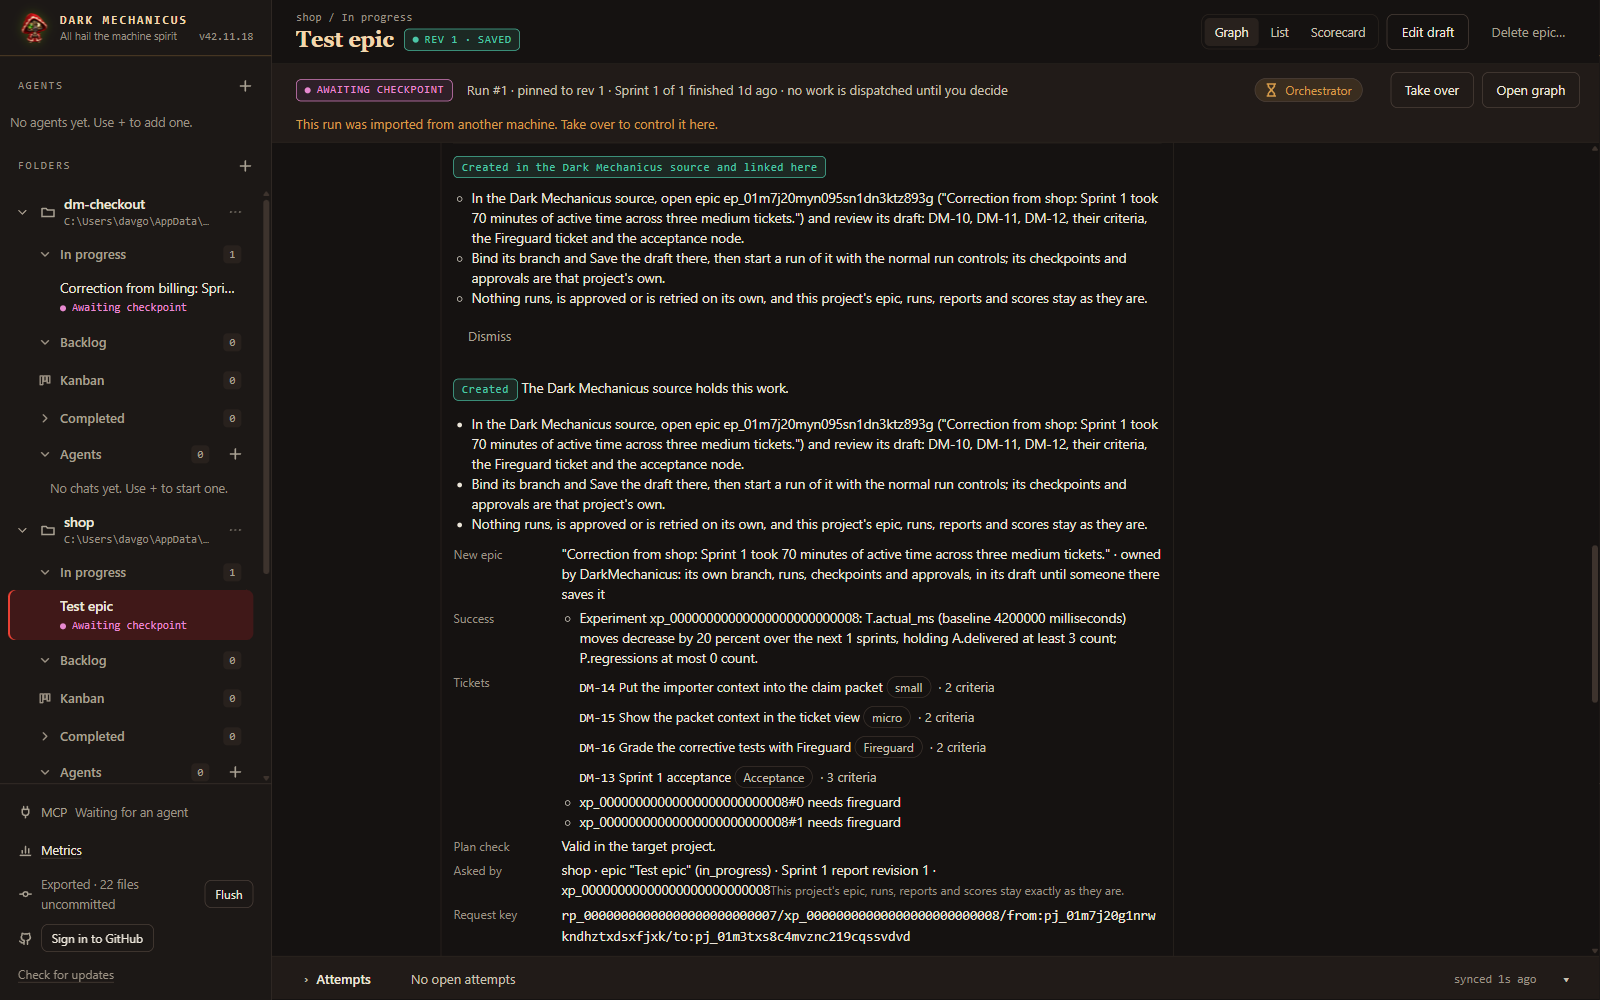 DARK MECHANICUS
All hail the machine spirit v42.11.18
AGENTS
No agents yet. Use + to add one.
FOLDERS
dm-checkout
C:\Users\davgo\AppData\_…
In progress 1
Correction from billing: Spri...
Awaiting checkpoint
Backlog 0
Kanban 0
Completed 0
Agents 0
No chats yet. Use + to start one.
shop
C:\Users\davgo\AppData\_…
In progress 1
Test epic
Awaiting checkpoint
Backlog 0
Kanban 0
Completed 0
Agents 0
MCP Waiting for an agent
Metrics
Exported · 22 files
uncommitted
Flush
Sign in to GitHub
Check for updates
shop / In progress
Test epic
REV 1 · SAVED
Graph List Scorecard
Edit draft
Delete epic...
AWAITING CHECKPOINT
Run #1 · pinned to rev 1 · Sprint 1 of 1 finished 1d ago · no work is dispatched until you decide
Orchestrator
Take over
Open graph
This run was imported from another machine. Take over to control it here.
Created in the Dark Mechanicus source and linked here
In the Dark Mechanicus source, open epic ep_01m7j20myn095sn1dn3ktz893g ("Correction from shop: Sprint 1 took
70 minutes of active time across three medium tickets.") and review its draft: DM-10, DM-11, DM-12, their criteria,
the Fireguard ticket and the acceptance node.
Bind its branch and Save the draft there, then start a run of it with the normal run controls; its checkpoints and
approvals are that project's own.
Nothing runs, is approved or is retried on its own, and this project's epic, runs, reports and scores stay as they are.
Dismiss
Created The Dark Mechanicus source holds this work.
In the Dark Mechanicus source, open epic ep_01m7j20myn095sn1dn3ktz893g ("Correction from shop: Sprint 1 took
70 minutes of active time across three medium tickets.") and review its draft: DM-10, DM-11, DM-12, their criteria,
the Fireguard ticket and the acceptance node.
Bind its branch and Save the draft there, then start a run of it with the normal run controls; its checkpoints and
approvals are that project's own.
Nothing runs, is approved or is retried on its own, and this project's epic, runs, reports and scores stay as they are.
New epic "Correction from shop: Sprint 1 took 70 minutes of active time across three medium tickets." · owned
by DarkMechanicus: its own branch, runs, checkpoints and approvals, in its draft until someone there
saves it
Success Experiment xp_00000000000000000000000008: T.actual_ms (baseline 4200000 milliseconds)
moves decrease by 20 percent over the next 1 sprints, holding A.delivered at least 3 count;
P.regressions at most 0 count.
Tickets DM-14 Put the importer context into the claim packet small · 2 criteria
DM-15 Show the packet context in the ticket view micro · 2 criteria
DM-16 Grade the corrective tests with Fireguard Fireguard · 2 criteria
DM-13 Sprint 1 acceptance Acceptance · 3 criteria
xp_00000000000000000000000008#0 needs fireguard
xp_00000000000000000000000008#1 needs fireguard
Plan check Valid in the target project.
Asked by shop · epic "Test epic" (in_progress) · Sprint 1 report revision 1 ·
xp_00000000000000000000000008This project's epic, runs, reports and scores stay exactly as they are.
Request key rp_00000000000000000000000007/xp_00000000000000000000000008/from:pj_01m7j20g1nrw
kndhztxdsxfjxk/to:pj_01m3txs8c4mvznc219cqssvdvd
Attempts No open attempts
synced 1s ago